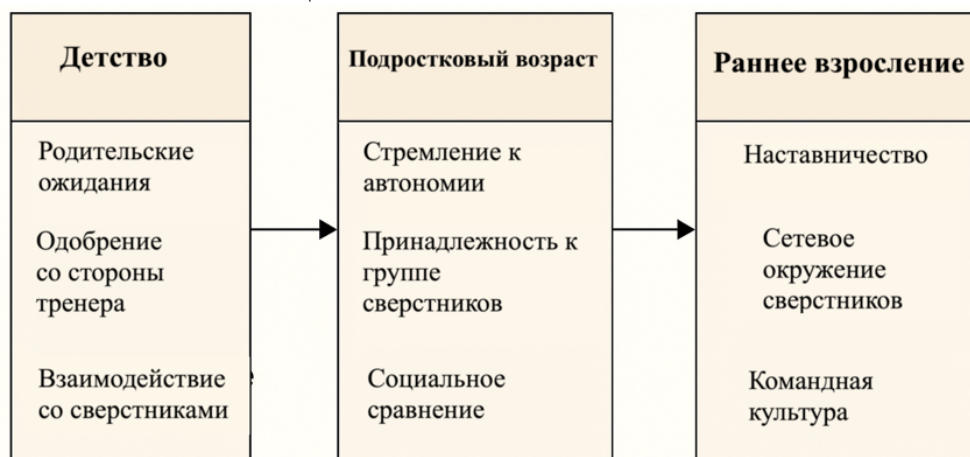 Детство
Родительские
ожидания
Одобрение
со стороны
тренера
Взаимодействие
со сверстниками
Подростковый возраст
Стремление к
автономии
Принадлежность к
группе
сверстников
Социальное
сравнение
Раннее взросление
Наставничество
Сетевое
окружение
сверстников
Командная
культура